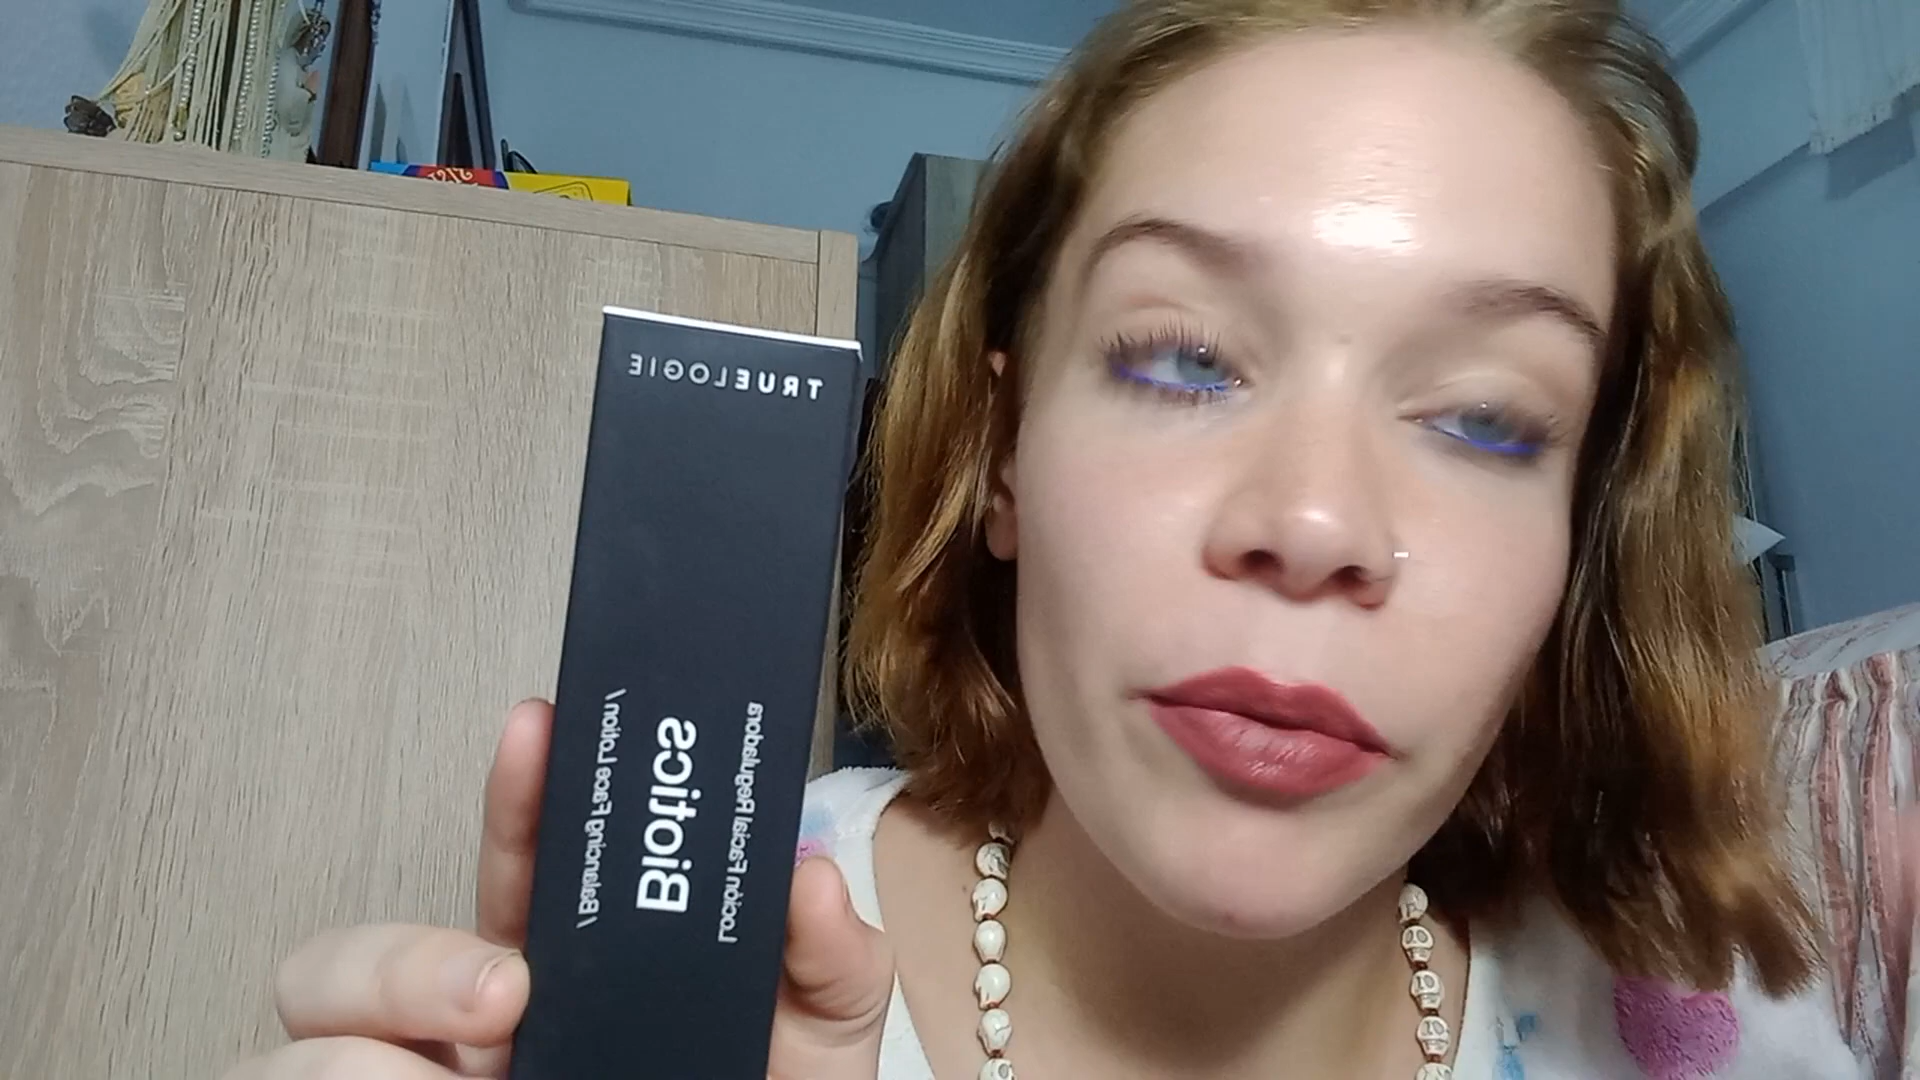 TRUELOGIE
Biotics
Loción Facial Reguladora
/ Balancing Face Lotion /